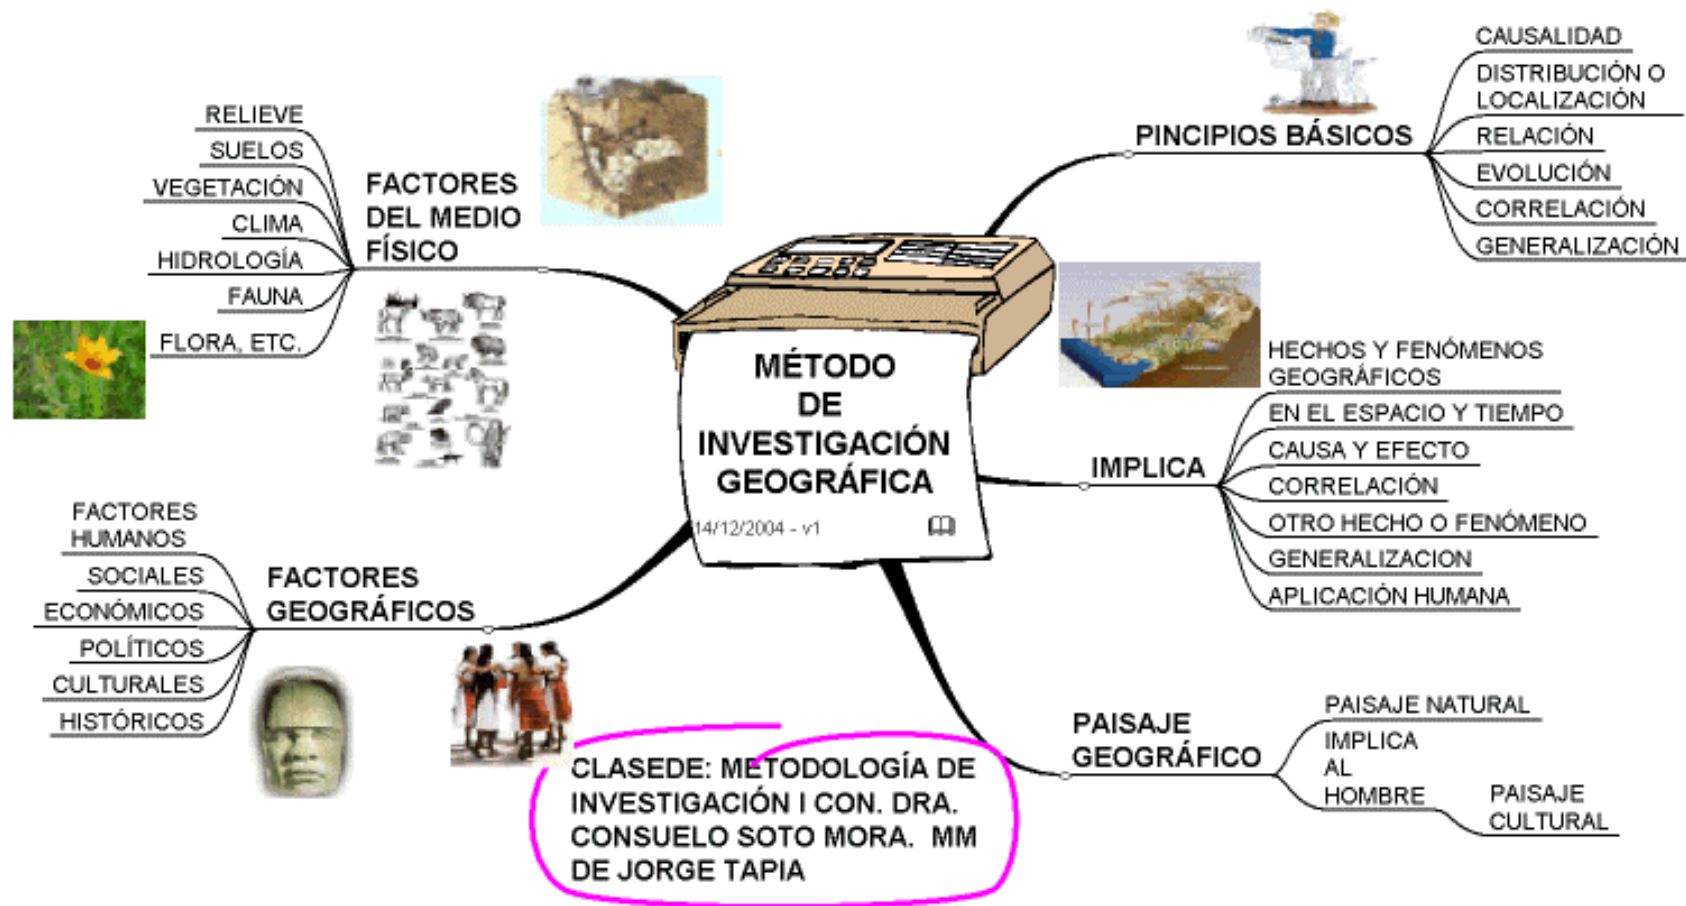 MÉTODO
DE
INVESTIGACIÓN
GEOGRÁFICA
14/12/2004 - v1
PINCIPIOS BÁSICOS
CAUSALIDAD
DISTRIBUCIÓN O
LOCALIZACIÓN
RELACIÓN
EVOLUCIÓN
CORRELACIÓN
GENERALIZACIÓN
IMPLICA
HECHOS Y FENÓMENOS
GEOGRÁFICOS
EN EL ESPACIO Y TIEMPO
CAUSA Y EFECTO
CORRELACIÓN
OTRO HECHO O FENÓMENO
GENERALIZACION
APLICACIÓN HUMANA
PAISAJE
GEOGRÁFICO
PAISAJE NATURAL
IMPLICA
AL
HOMBRE
PAISAJE
CULTURAL
FACTORES
DEL MEDIO
FÍSICO
RELIEVE
SUELOS
VEGETACIÓN
CLIMA
HIDROLOGÍA
FAUNA
FLORA, ETC.
FACTORES
GEOGRÁFICOS
FACTORES
HUMANOS
SOCIALES
ECONÓMICOS
POLÍTICOS
CULTURALES
HISTÓRICOS
CLASEDE: METODOLOGÍA DE
INVESTIGACIÓN I CON. DRA.
CONSUELO SOTO MORA.  MM
DE JORGE TAPIA